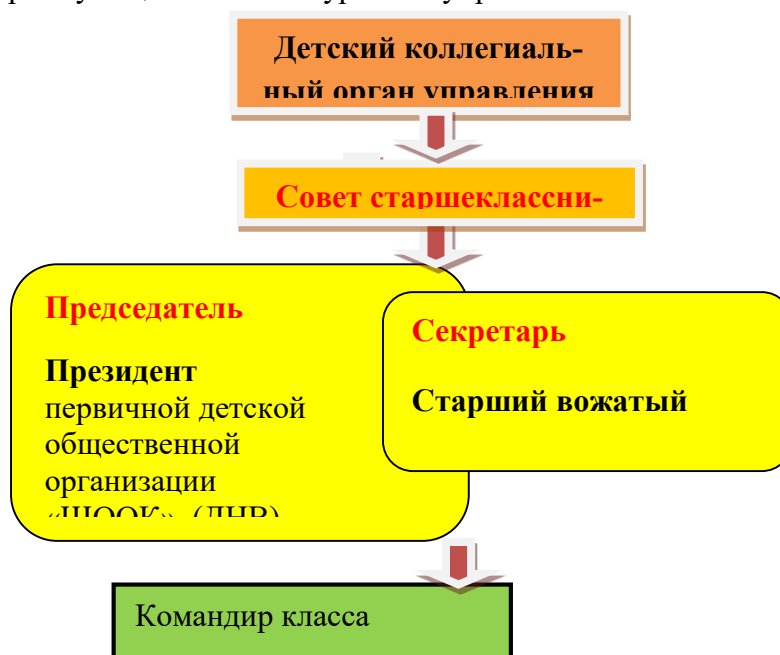 Детский коллегиаль-
ный орган управления
Совет старшеклассни-
Председатель
Президент
первичной детской
общественной
организации
Секретарь
Старший вожатый
Командир класса